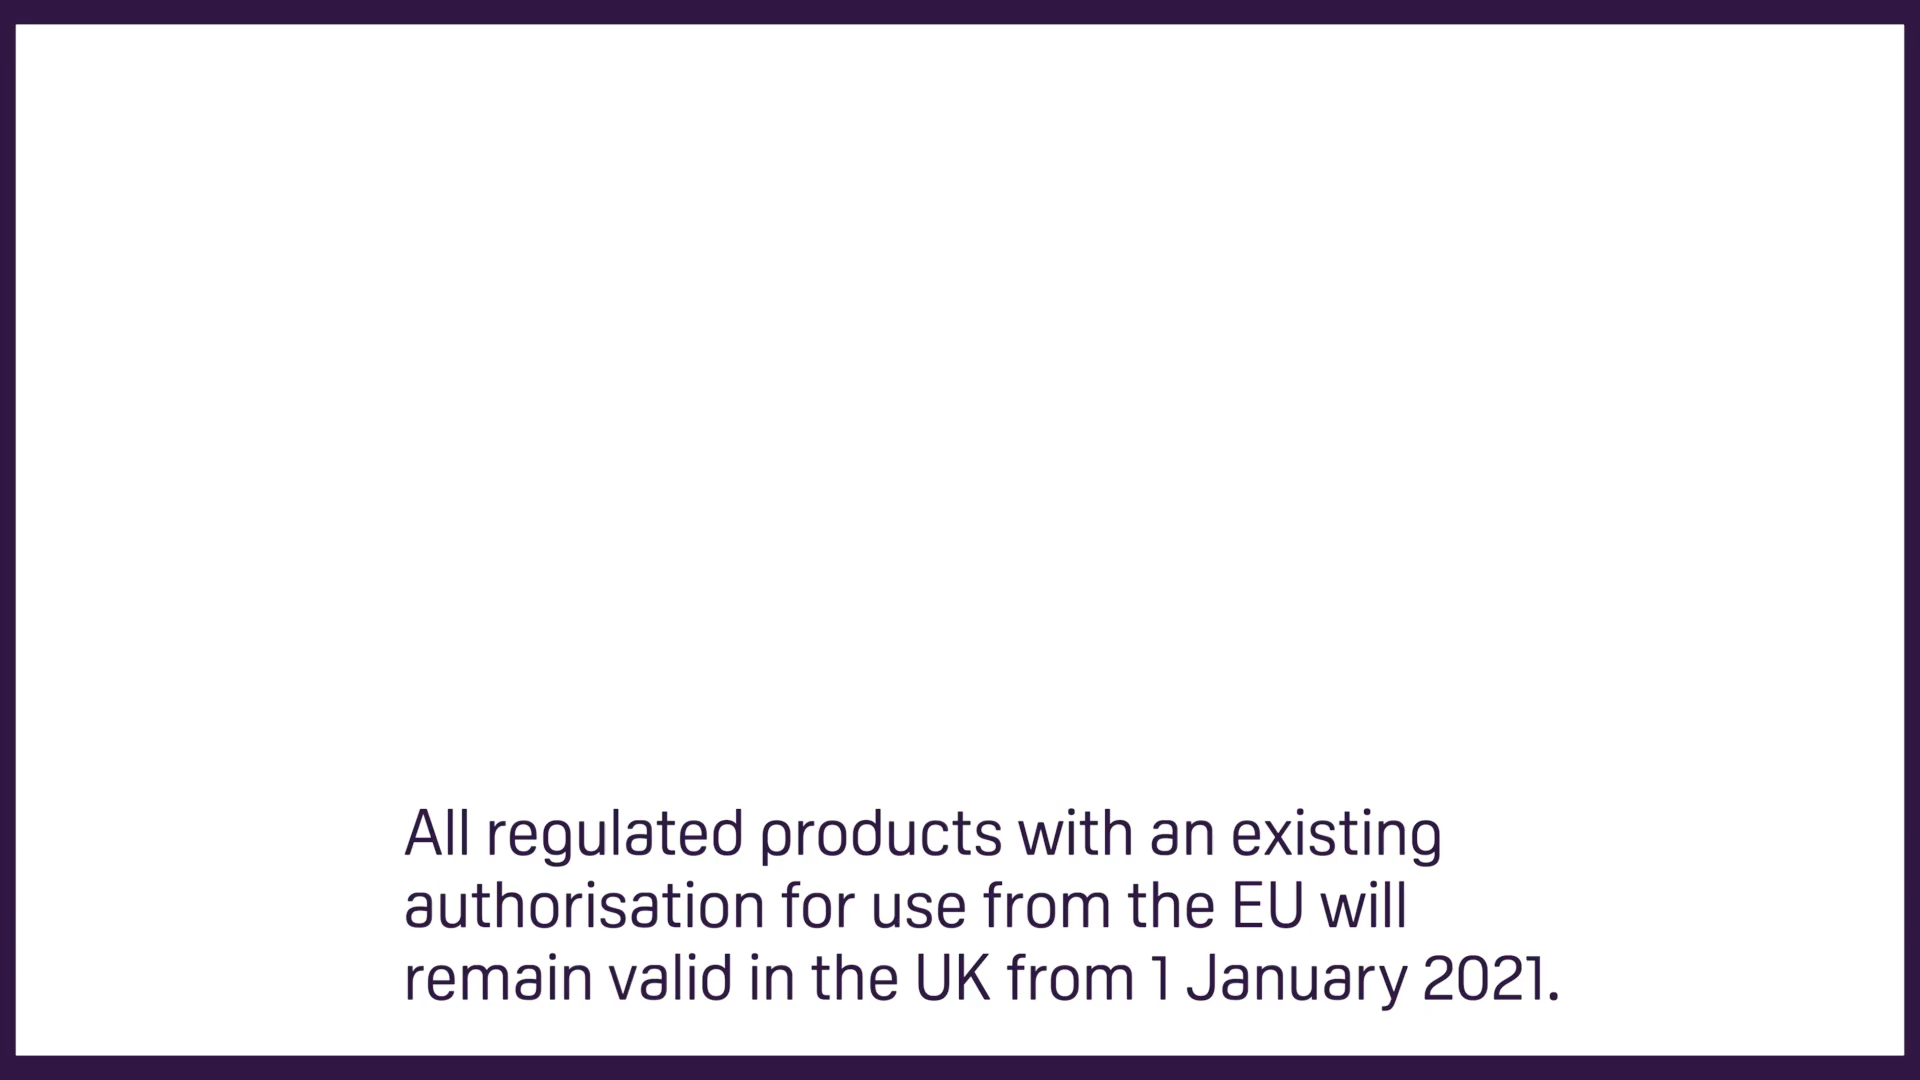 All regulated products with an existing
authorisation for use from the EU will
remain valid in the UK from 1 January 2021.